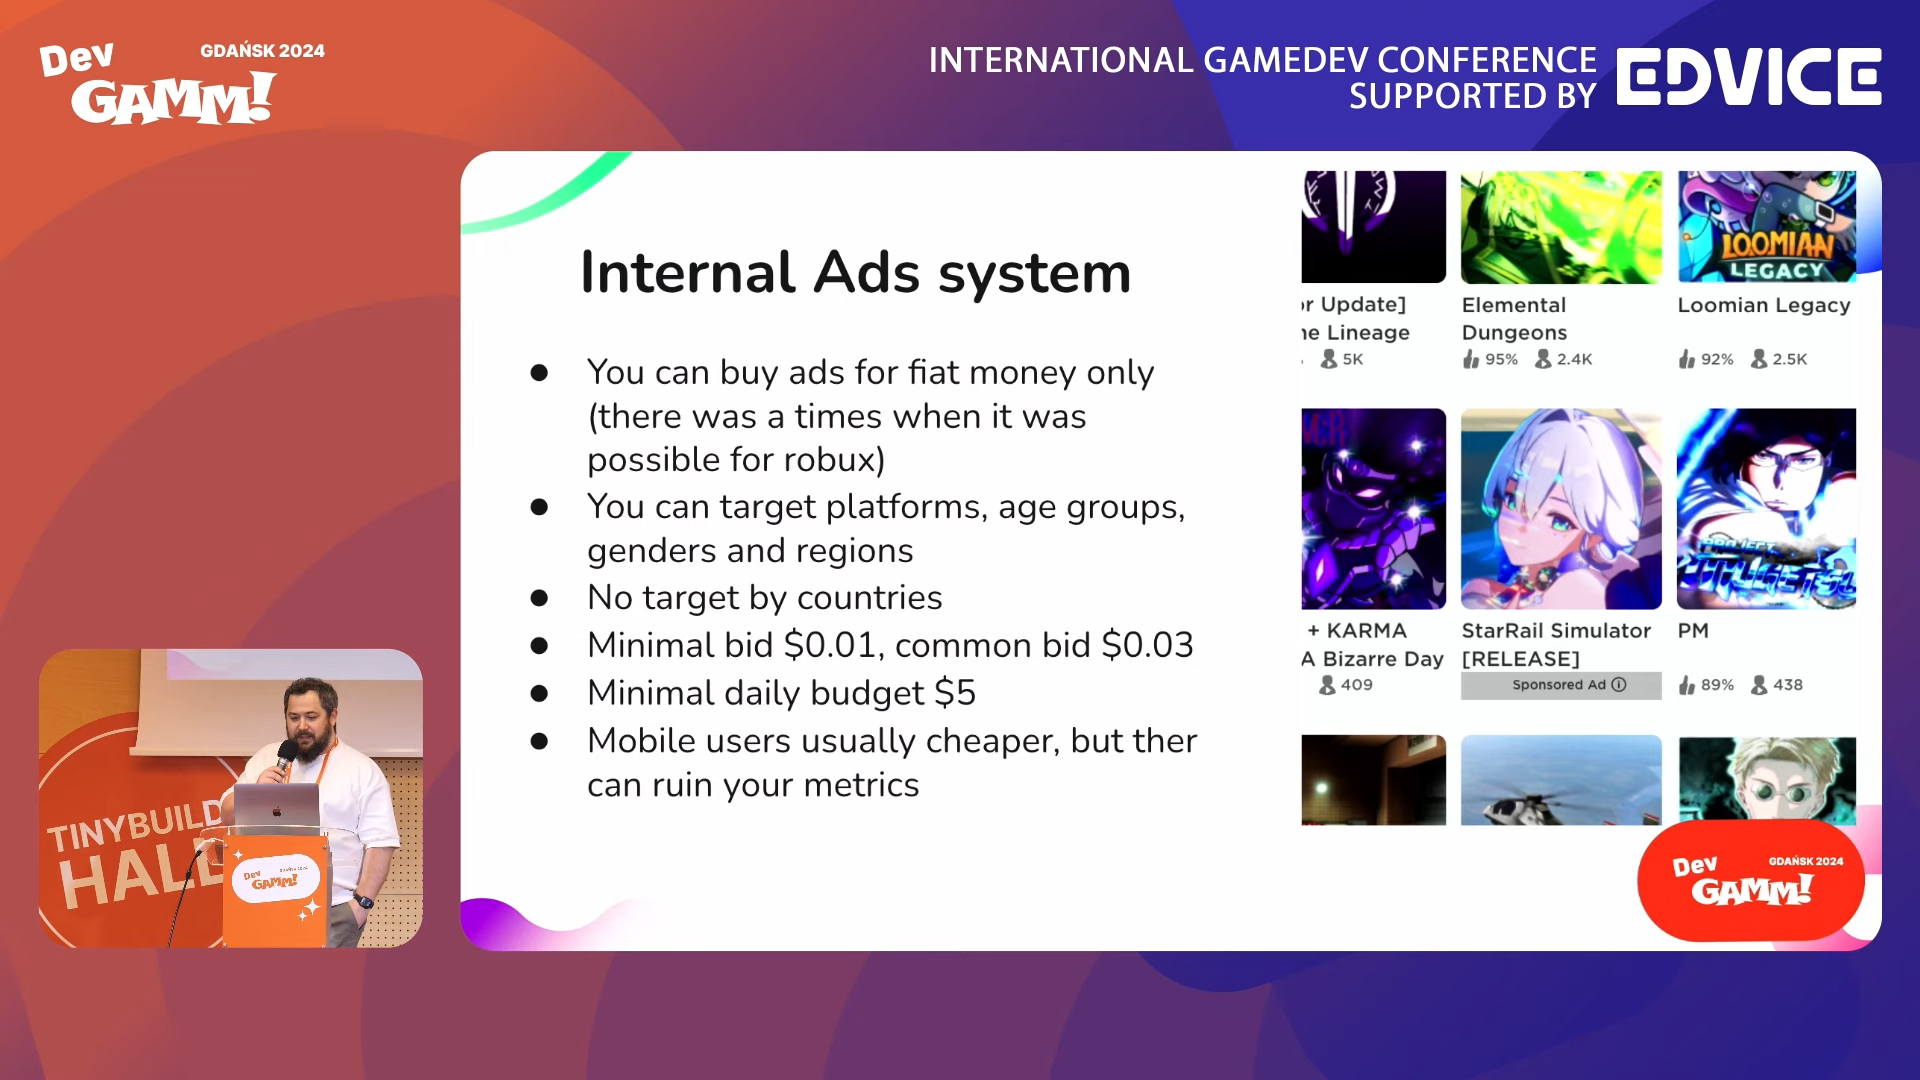 Dev
GAMM!
GDAŃSK 2024
INTERNATIONAL GAMEDEV CONFERENCE
SUPPORTED BY
EDVICE
Internal Ads system
● You can buy ads for fiat money only
(there was a times when it was
possible for robux)
● You can target platforms, age groups,
genders and regions
● No target by countries
● Minimal bid $0.01, common bid $0.03
● Minimal daily budget $5
● Mobile users usually cheaper, but ther
can ruin your metrics
LOOMIAN
LEGACY
or Update]
ne Lineage
5K
Elemental
Dungeons
95% 2.4K
Loomian Legacy
92% 2.5K
PROJECT
+ KARMA
A Bizarre Day
409
StarRail Simulator
[RELEASE]
Sponsored Ad
PM
89% 438
Dev
GAMM!
GDAŃSK 2024
TINYBUILD
HALL
Dev
GAMM!